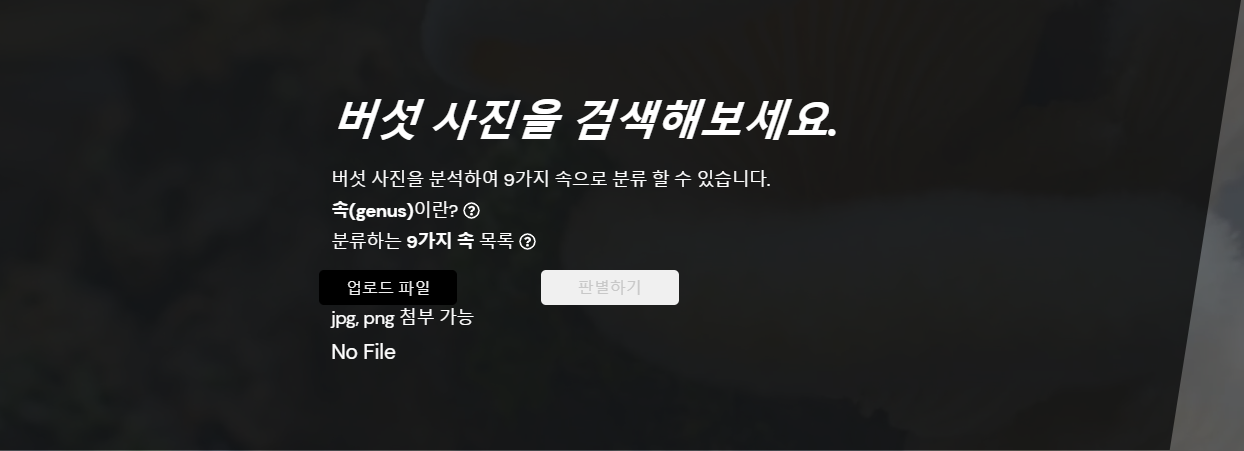 버섯 사진을 검색해보세요.
버섯 사진을 분석하여 9가지 속으로 분류 할 수 있습니다.
속(genus)이란? ?
분류하는 9가지 속 목록 ?
업로드 파일 판별하기
jpg, png 첨부 가능
No File